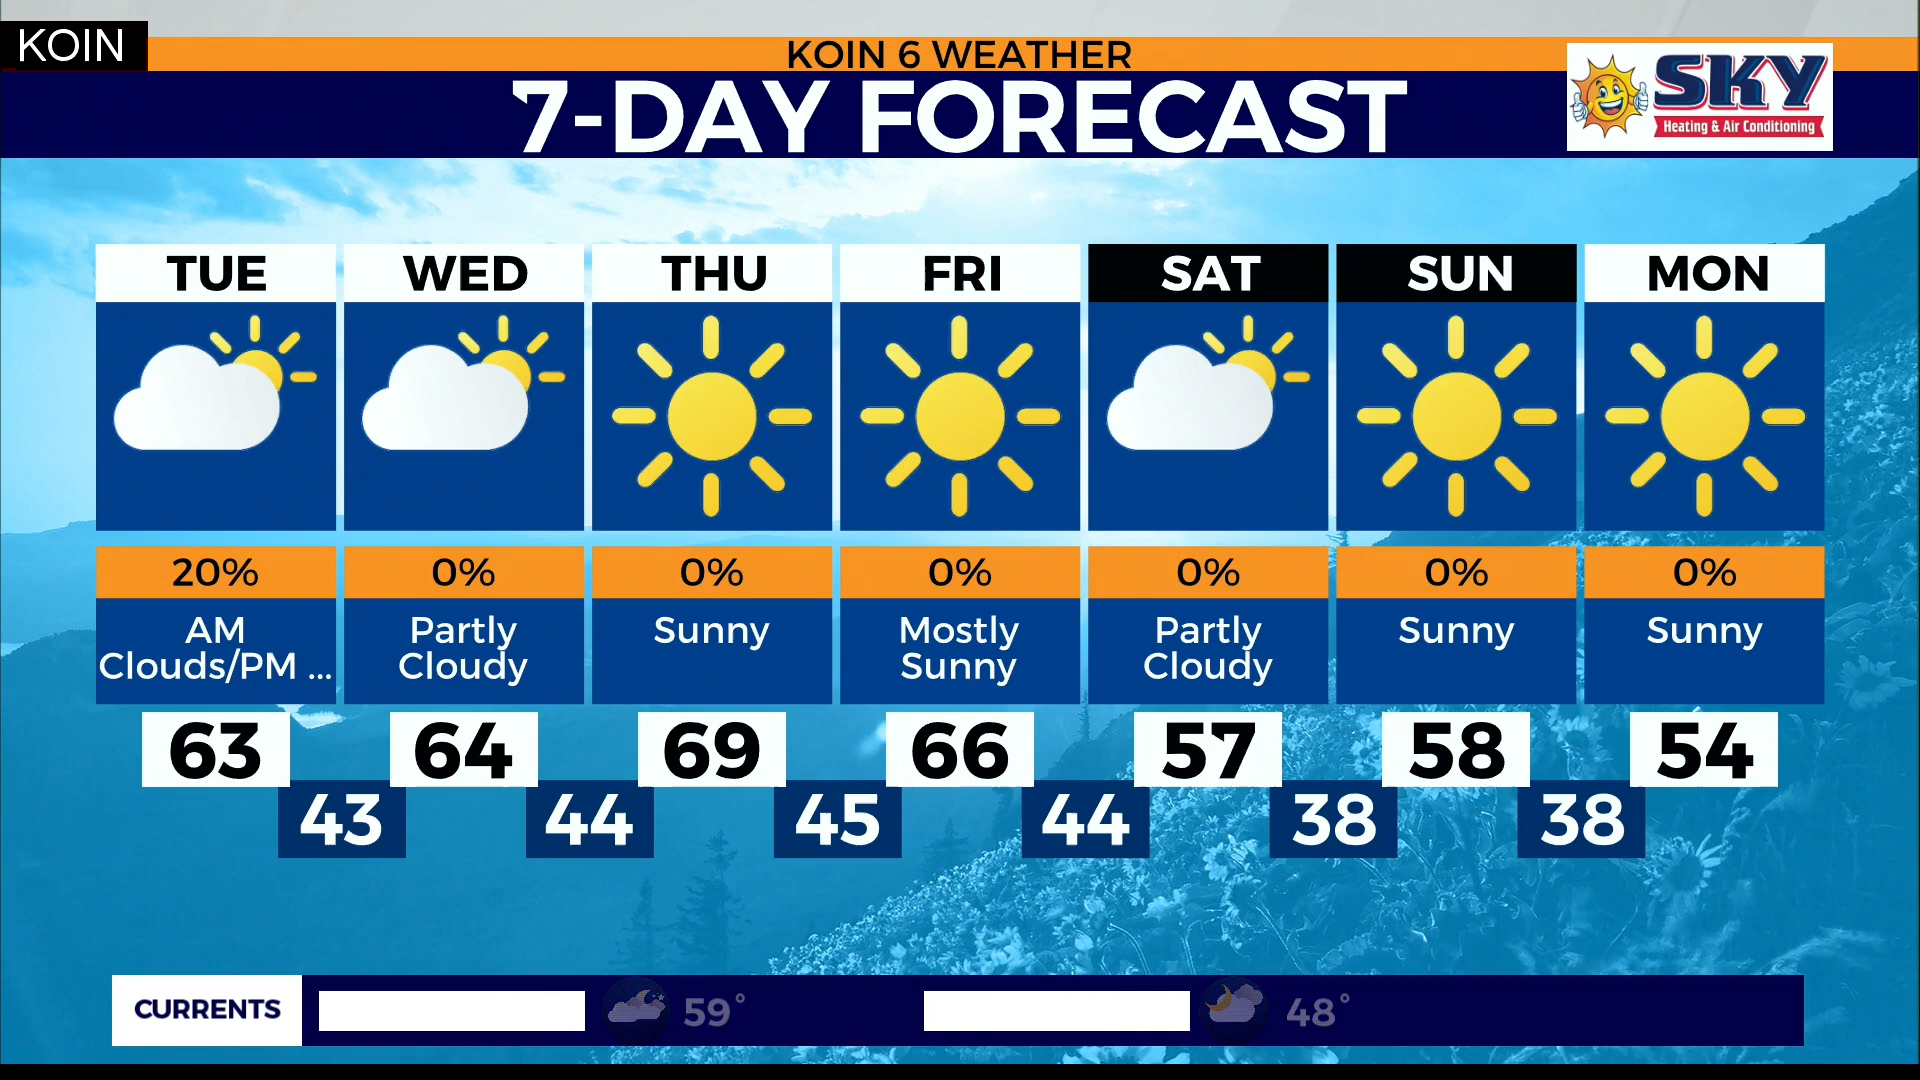 KOIN
KOIN 6 WEATHER
7-DAY FORECAST
SKY
Heating & Air Conditioning
TUE WED THU FRI SAT SUN MON
20% 0% 0% 0% 0% 0% 0%
AM
Clouds/PM ...
Partly
Cloudy
Sunny
Mostly
Sunny
Partly
Cloudy
Sunny
Sunny
63 64 69 66 57 58 54
43 44 45 44 38 38
CURRENTS 59° 48°